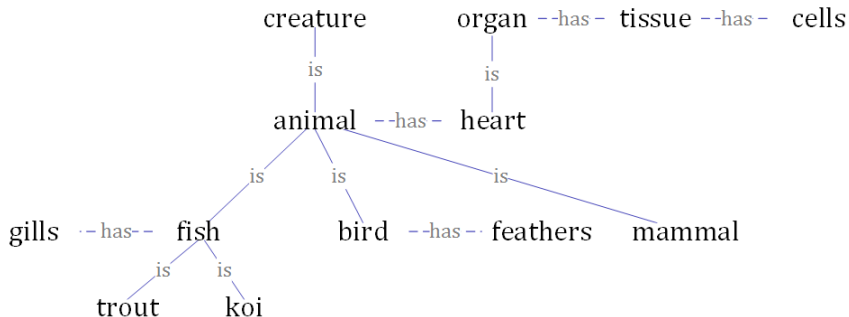 creature organ has tissue has cells
is is
animal has heart
is is is
gills has fish bird has feathers mammal
is is
trout koi